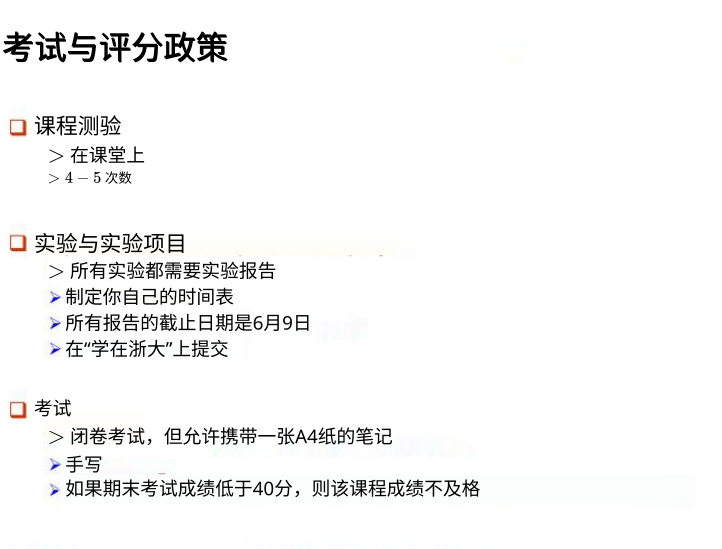 考试与评分政策
课程测验
> 在课堂上
> 4 – 5 次数
实验与实验项目
> 所有实验都需要实验报告
制定你自己的时间表
所有报告的截止日期是6月9日
在“学在浙大”上提交
考试
> 闭卷考试，但允许携带一张A4纸的笔记
手写
如果期末考试成绩低于40分，则该课程成绩不及格